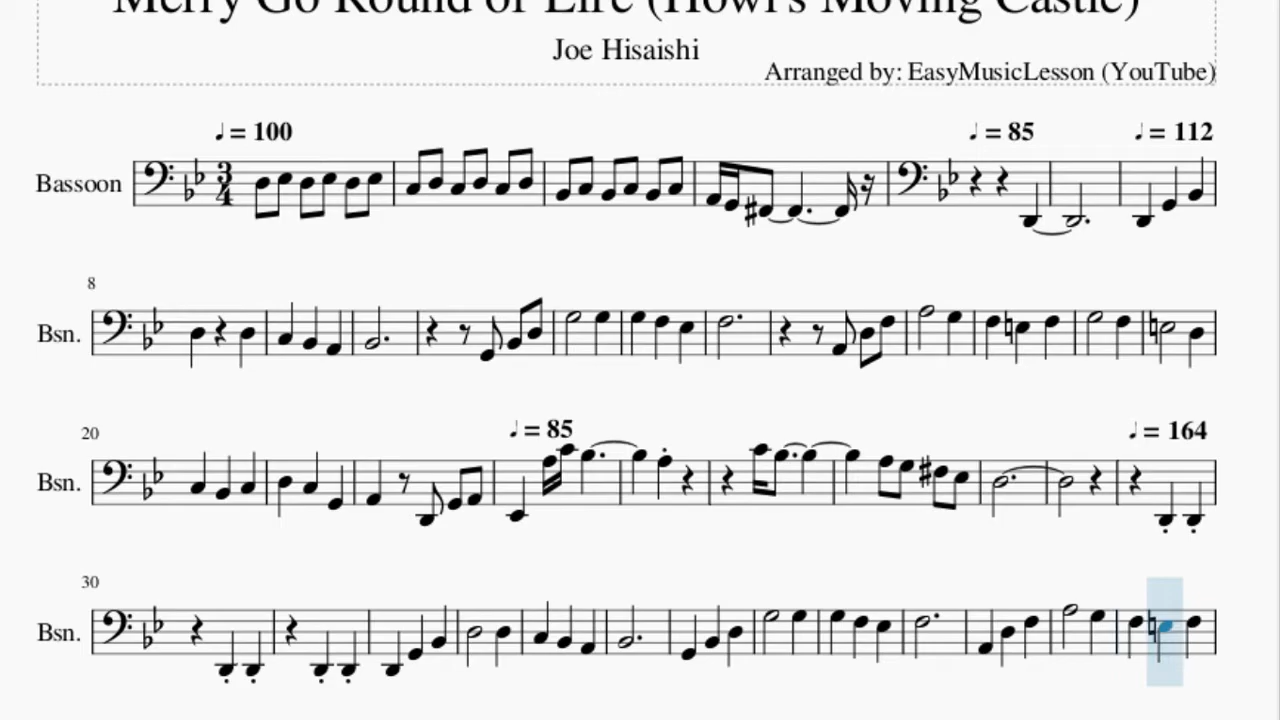 Merry Go Round of Life (Howl's Moving Castle)
Joe Hisaishi
Arranged by: EasyMusicLesson (YouTube)
♩ = 100
♩ = 85
♩ = 112
Bassoon
3
4
8
Bsn.
20
♩ = 85
♩ = 164
Bsn.
30
Bsn.